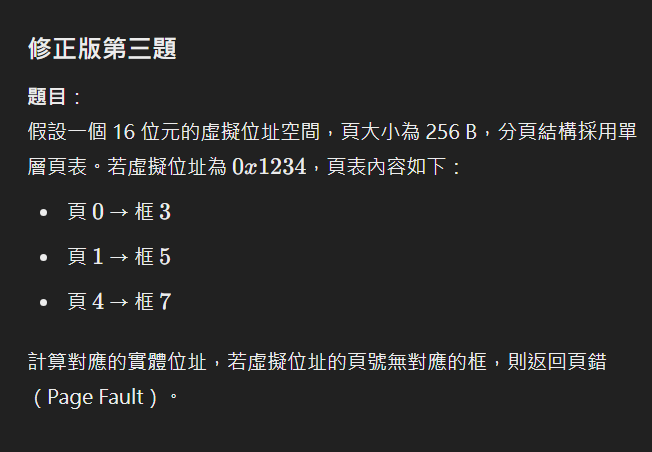 修正版第三題
題目：
假設一個 16 位元的虛擬位址空間，頁大小為 256 B，分頁結構採用單
層頁表。若虛擬位址為 0x1234，頁表內容如下：
• 頁 0 → 框 3
• 頁 1 → 框 5
• 頁 4 → 框 7
計算對應的實體位址，若虛擬位址的頁號無對應的框，則返回頁錯
（Page Fault）。